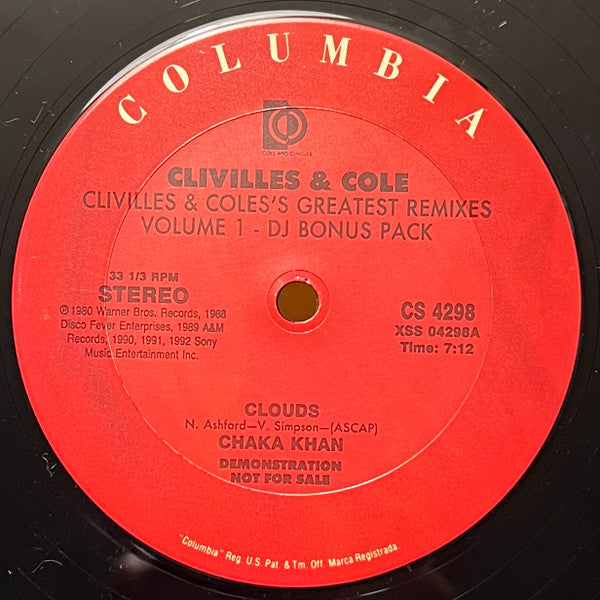 COLUMBIA
COLE AND CLIVILLES
CLIVILLES & COLE
CLIVILLES & COLES'S GREATEST REMIXES
VOLUME 1 - DJ BONUS PACK
33 1/3 RPM
STEREO
℗ 1980 Warner Bros. Records, 1988
Disco Fever Enterprises, 1989 A&M
Records, 1990, 1991, 1992 Sony
Music Entertainment Inc.
CS 4298
XSS 04298A
Time: 7:12
CLOUDS
N. Ashford—V. Simpson—(ASCAP)
CHAKA KHAN
DEMONSTRATION
NOT FOR SALE
"Columbia" Reg. U.S. Pat. & Tm. Off. Marca Registrada.